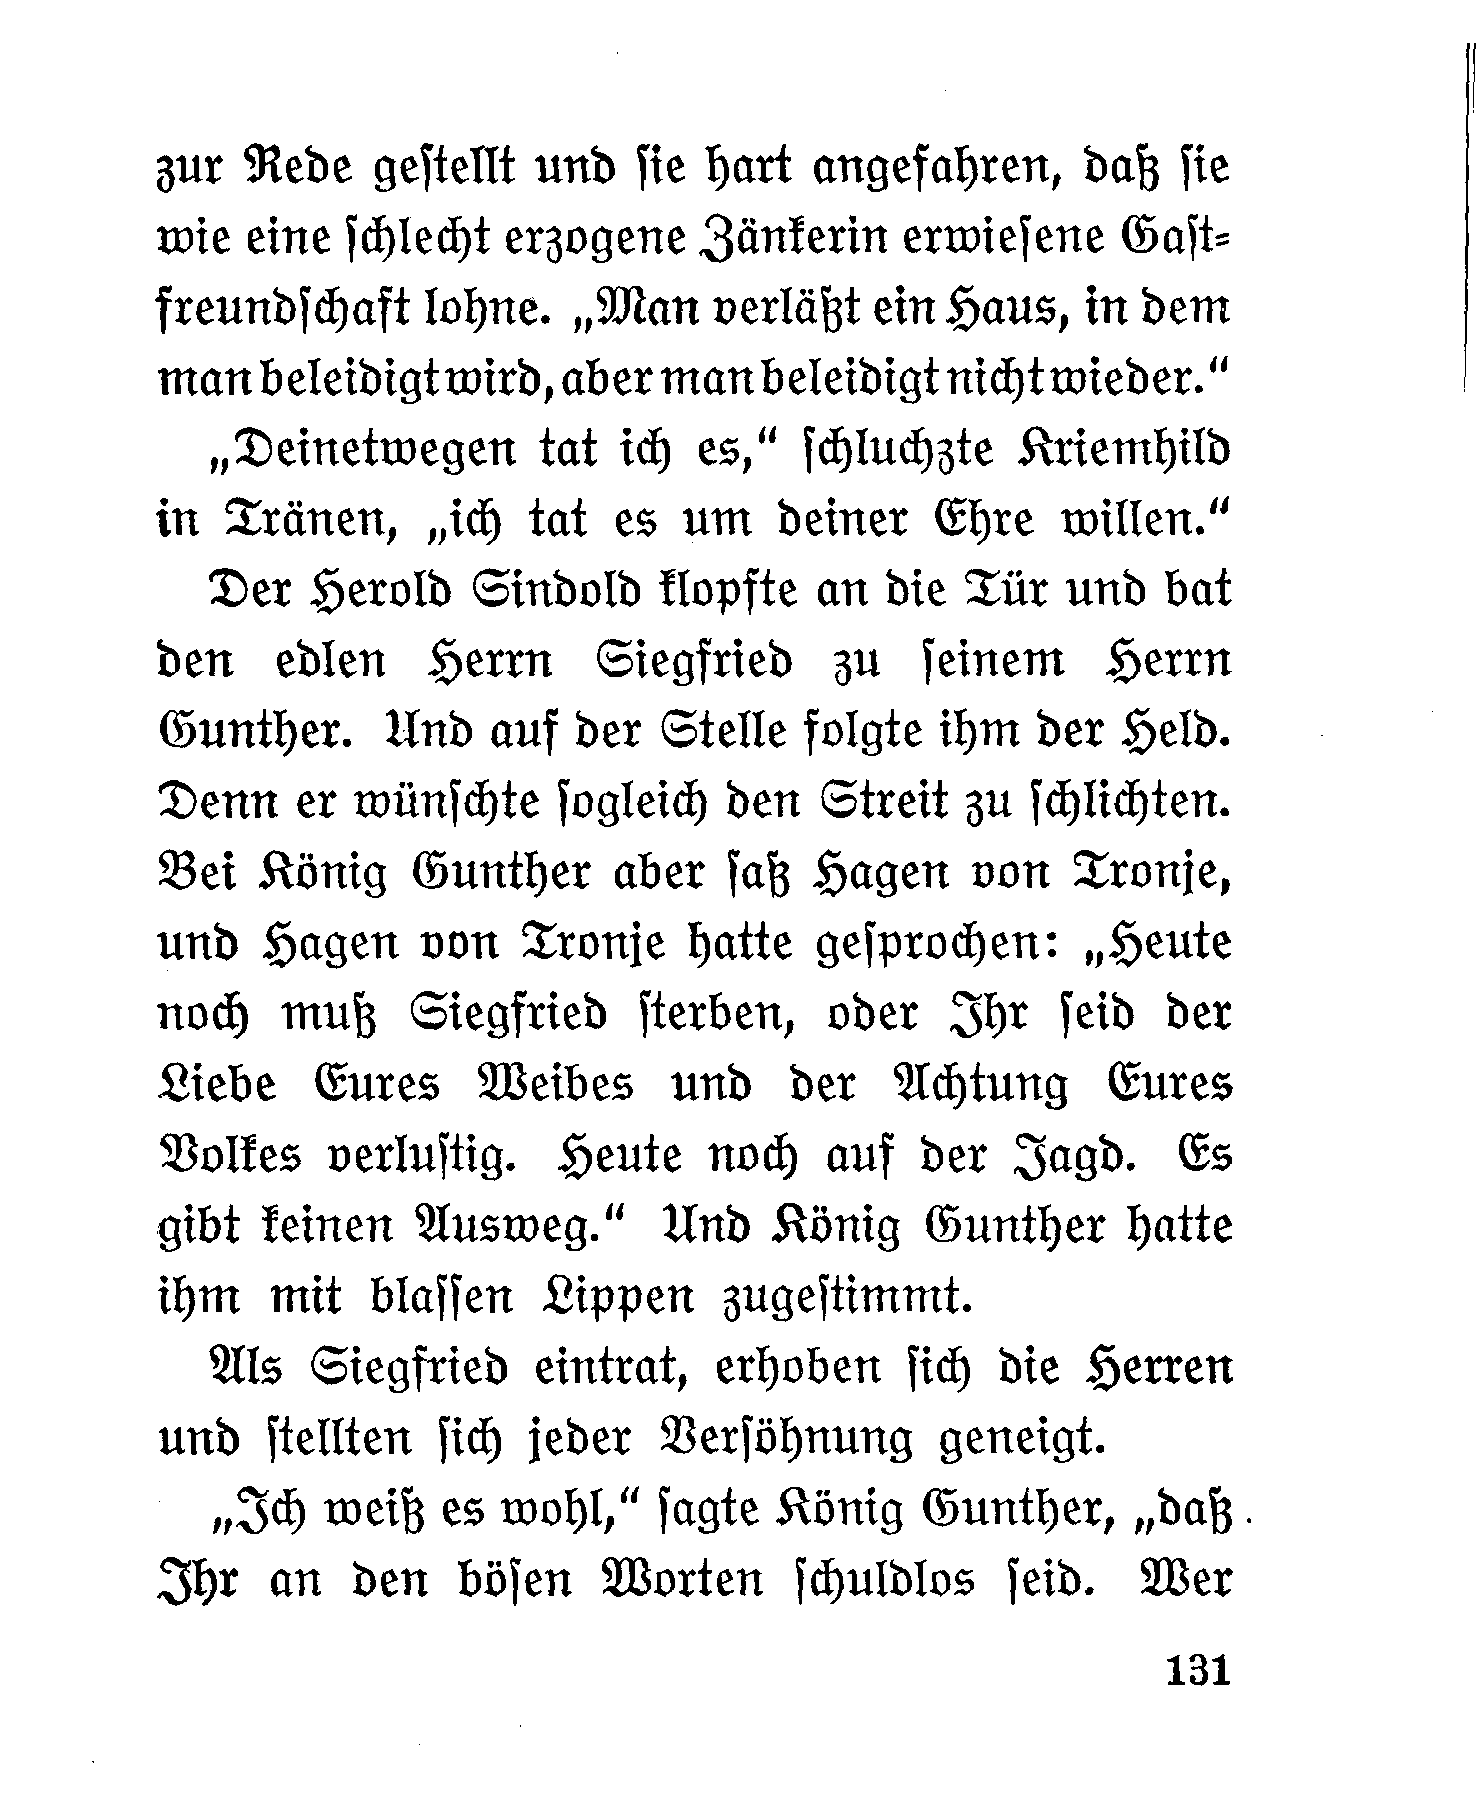 zur Rede geſtellt und ſie hart angefahren, daß ſie
wie eine ſchlecht erzogene Zänkerin erwieſene Gaſt⸗
freundſchaft lohne. „Man verläßt ein Haus, in dem
man beleidigt wird, aber man beleidigt nicht wieder.“
„Deinetwegen tat ich es,“ ſchluchzte Kriemhild
in Tränen, „ich tat es um deiner Ehre willen.“
Der Herold Sindold klopfte an die Tür und bat
den edlen Herrn Siegfried zu ſeinem Herrn
Gunther. Und auf der Stelle folgte ihm der Held.
Denn er wünſchte ſogleich den Streit zu ſchlichten.
Bei König Gunther aber ſaß Hagen von Tronje,
und Hagen von Tronje hatte geſprochen: „Heute
noch muß Siegfried ſterben, oder Ihr ſeid der
Liebe Eures Weibes und der Achtung Eures
Volkes verluſtig. Heute noch auf der Jagd. Es
gibt keinen Ausweg.“ Und König Gunther hatte
ihm mit blaſſen Lippen zugeſtimmt.
Als Siegfried eintrat, erhoben ſich die Herren
und ſtellten ſich jeder Verſöhnung geneigt.
„Ich weiß es wohl,“ ſagte König Gunther, „daß
Ihr an den böſen Worten ſchuldlos ſeid. Wer
131